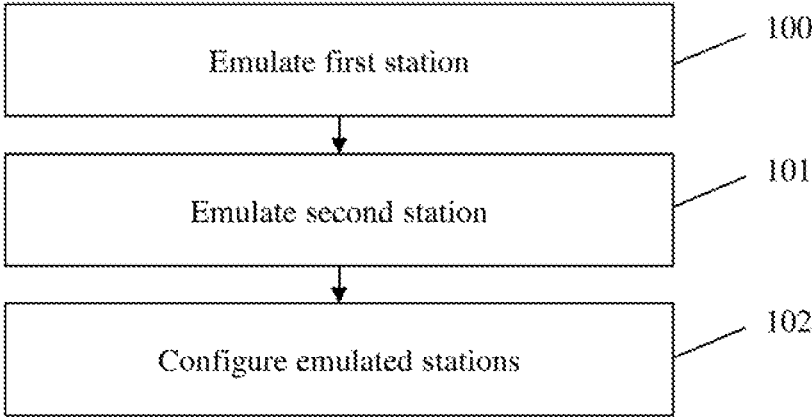 100
Emulate first station
101
Emulate second station
102
Configure emulated stations